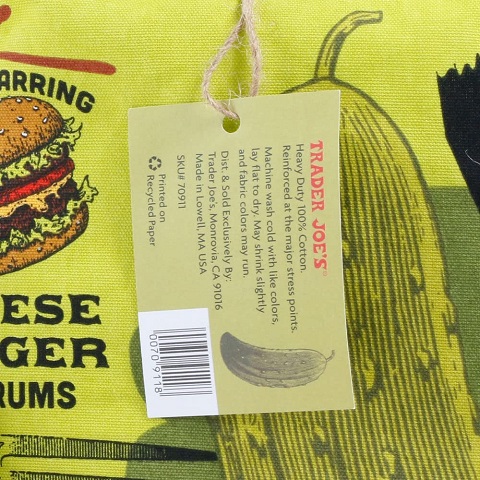 ARRING
ESE
GER
RUMS
TRADER JOE'S®
Heavy Duty 100% Cotton.
Reinforced at the major stress points.
Machine wash cold with like colors,
lay flat to dry. May shrink slightly
and fabric colors may run.
Dist. & Sold Exclusively By:
Trader Joe's, Monrovia, CA 91016
Made in Lowell, MA USA
SKU# 70911
Printed on
Recycled Paper
00709118